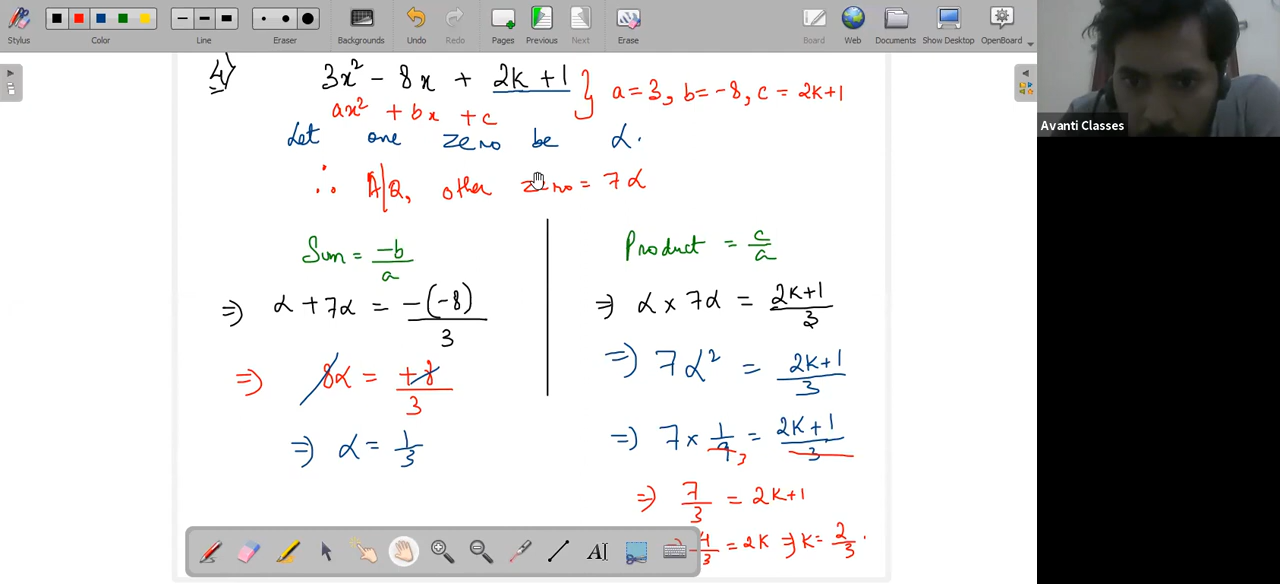 Stylus Color Line Eraser Backgrounds Undo Redo Pages Previous Next Erase Board Web Documents Show Desktop OpenBoard
Avanti Classes
4) 3x² - 8x + 2k+1 } a=3, b=-8, c=2k+1
ax² + bx + c
Let one zero be α.
∴ A/Q, other zero = 7α
Sum = -b/a
⇒ α + 7α = -(-8)/3
⇒ 8α = +8/3
⇒ α = 1/3
Product = c/a
⇒ α × 7α = 2k+1/3
⇒ 7α² = 2k+1/3
⇒ 7 × 1/9 3 = 2k+1/3
⇒ 7/3 = 2k+1
4/3 = 2k ⇒ k = 2/3.